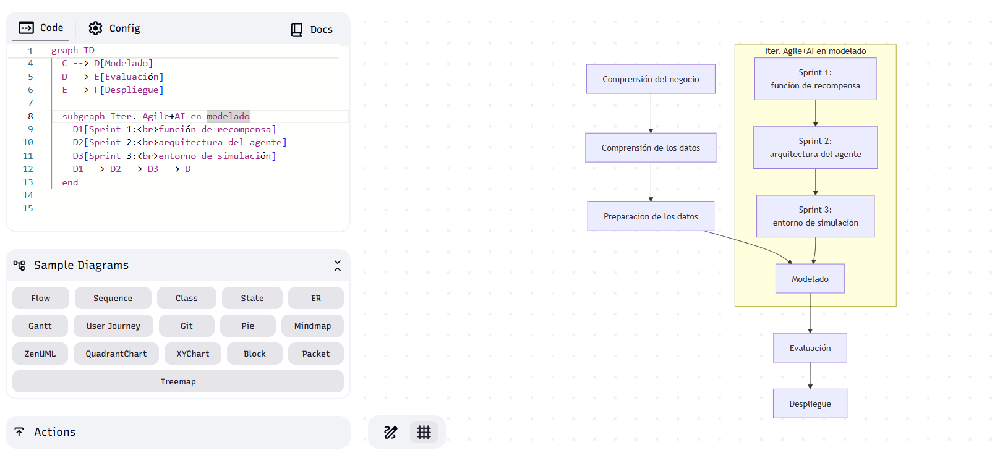 Code
Config
Docs
1 graph TD
4 C --> D[Modelado]
5 D --> E[Evaluación]
6 E --> F[Despliegue]
7
8 subgraph Iter. Agile+AI en modelado
9 D1[Sprint 1:<br>función de recompensa]
10 D2[Sprint 2:<br>arquitectura del agente]
11 D3[Sprint 3:<br>entorno de simulación]
12 D1 --> D2 --> D3 --> D
13 end
14
15
Sample Diagrams
Flow
Sequence
Class
State
ER
Gantt
User Journey
Git
Pie
Mindmap
ZenUML
QuadrantChart
XYChart
Block
Packet
Treemap
Actions
Comprensión del negocio
Comprensión de los datos
Preparación de los datos
Iter. Agile+AI en modelado
Sprint 1:
función de recompensa
Sprint 2:
arquitectura del agente
Sprint 3:
entorno de simulación
Modelado
Evaluación
Despliegue